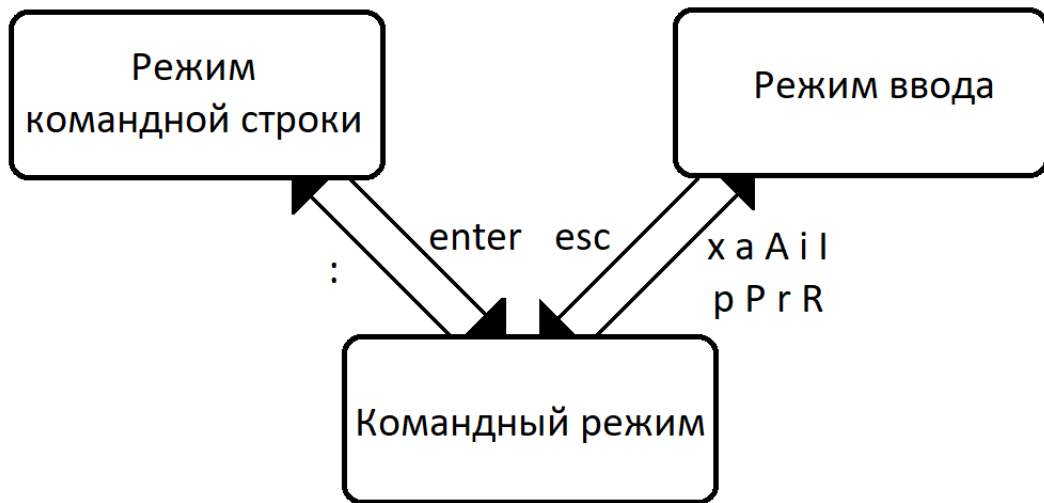 Режим
командной строки
Режим ввода
enter
esc
:
x a A i I
p P r R
Командный режим